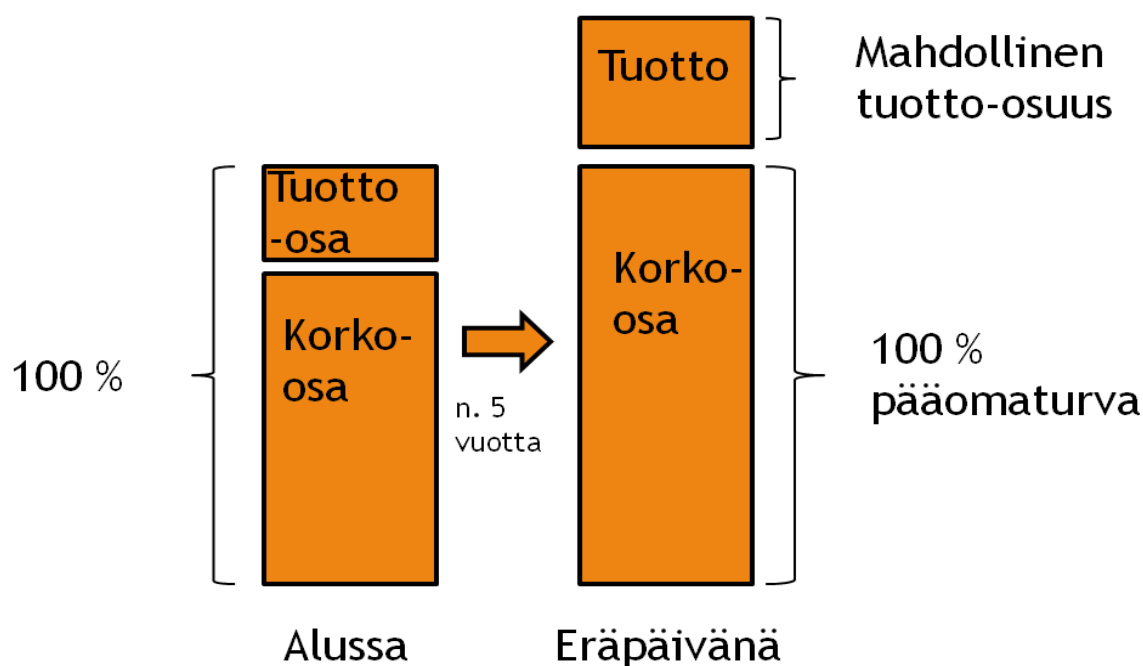 Tuotto
Mahdollinen
tuotto-osuus
Tuotto
-osa
Korko-
osa
Korko-
osa
100 %
n. 5
vuotta
100 %
pääomaturva
Alussa
Eräpäivänä